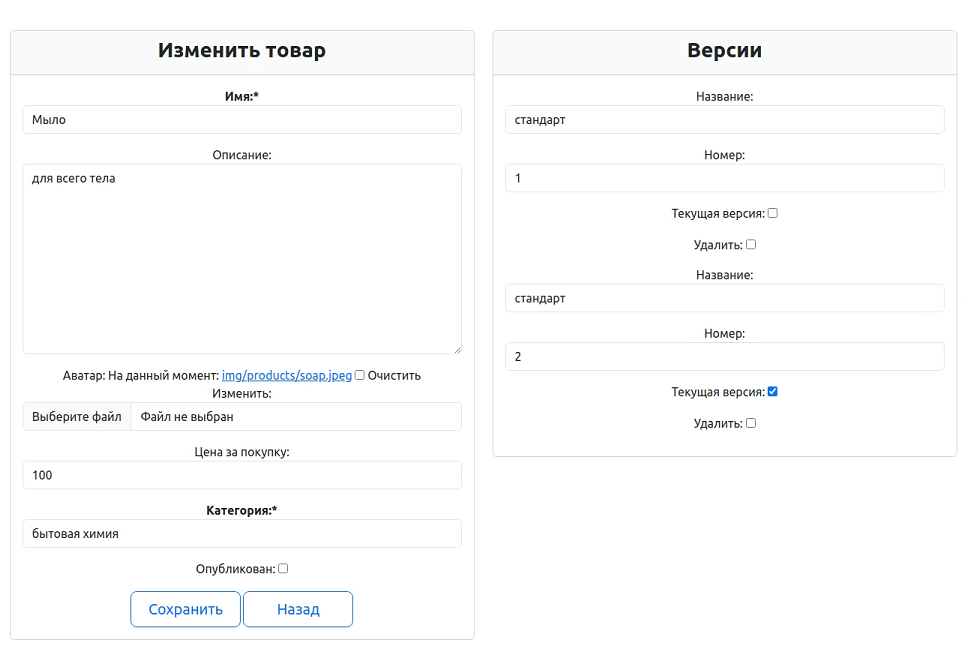 Изменить товар
Имя:*
Мыло
Описание:
для всего тела
Аватар: На данный момент: img/products/soap.jpeg Очистить
Изменить:
Выберите файл Файл не выбран
Цена за покупку:
100
Категория:*
бытовая химия
Опубликован:
Сохранить Назад
Версии
Название:
стандарт
Номер:
1
Текущая версия:
Удалить:
Название:
стандарт
Номер:
2
Текущая версия:
Удалить: